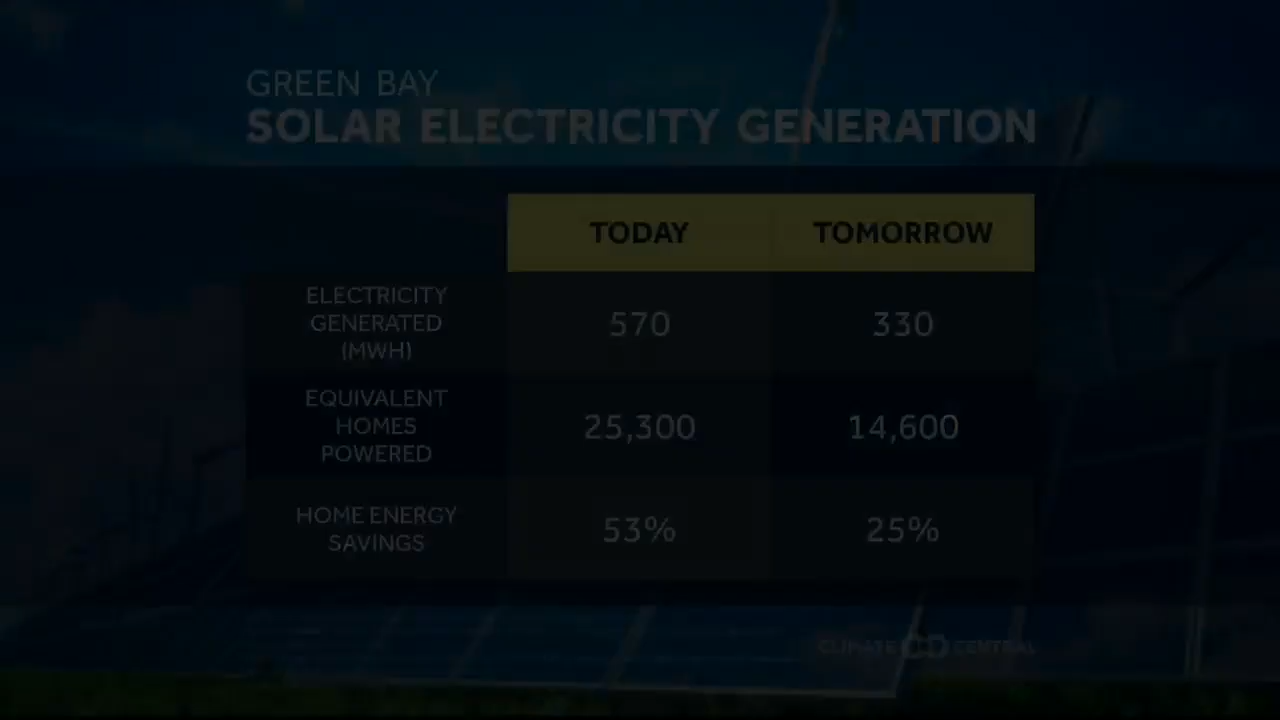 GREEN BAY
SOLAR ELECTRICITY GENERATION
TODAY TOMORROW
ELECTRICITY
GENERATED
(MWH)
570 330
EQUIVALENT
HOMES
POWERED
25,300 14,600
HOME ENERGY
SAVINGS
53% 25%
CLIMATE CENTRAL